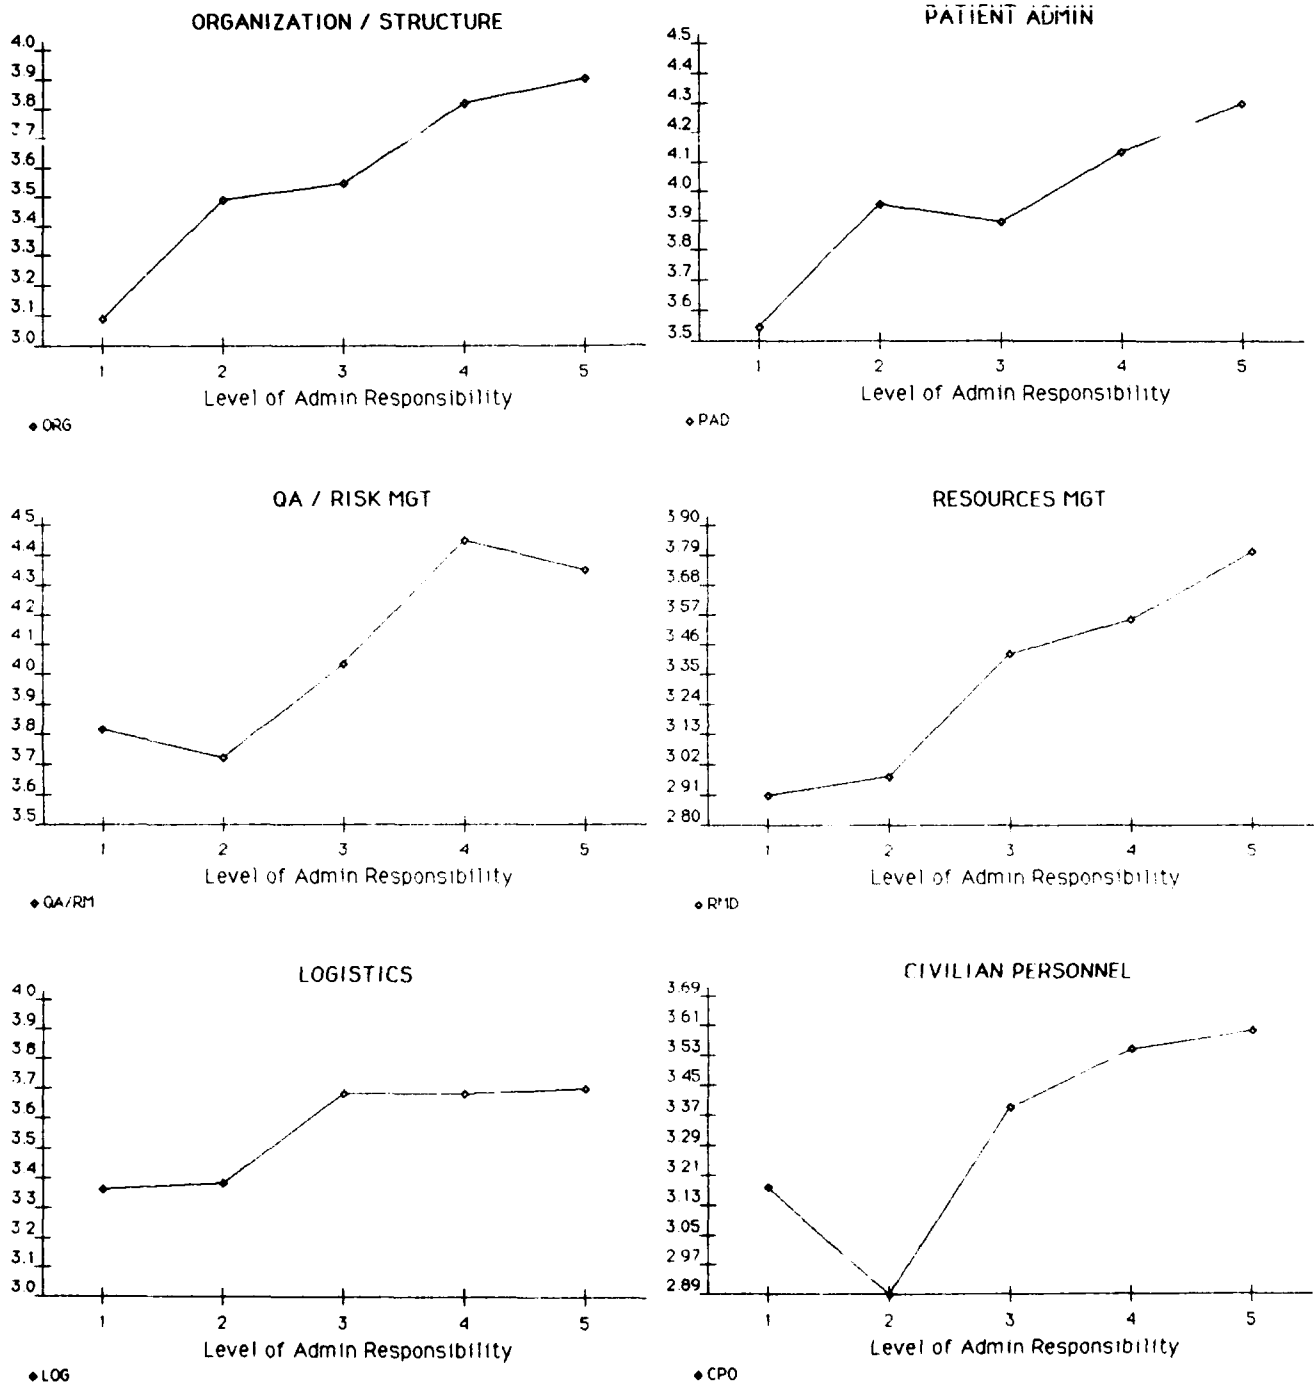 ORGANIZATION / STRUCTURE
4.0
3.9
3.8
3.7
3.6
3.5
3.4
3.3
3.2
3.1
3.0
1 2 3 4 5
Level of Admin Responsibility
ORG
PATIENT ADMIN
4.5
4.4
4.3
4.2
4.1
4.0
3.9
3.8
3.7
3.6
3.5
1 2 3 4 5
Level of Admin Responsibility
PAD
QA / RISK MGT
4.5
4.4
4.3
4.2
4.1
4.0
3.9
3.8
3.7
3.6
3.5
1 2 3 4 5
Level of Admin Responsibility
QA/RM
RESOURCES MGT
3.90
3.79
3.68
3.57
3.46
3.35
3.24
3.13
3.02
2.91
2.80
1 2 3 4 5
Level of Admin Responsibility
RMD
LOGISTICS
4.0
3.9
3.8
3.7
3.6
3.5
3.4
3.3
3.2
3.1
3.0
1 2 3 4 5
Level of Admin Responsibility
LOG
CIVILIAN PERSONNEL
3.69
3.61
3.53
3.45
3.37
3.29
3.21
3.13
3.05
2.97
2.89
1 2 3 4 5
Level of Admin Responsibility
CPO